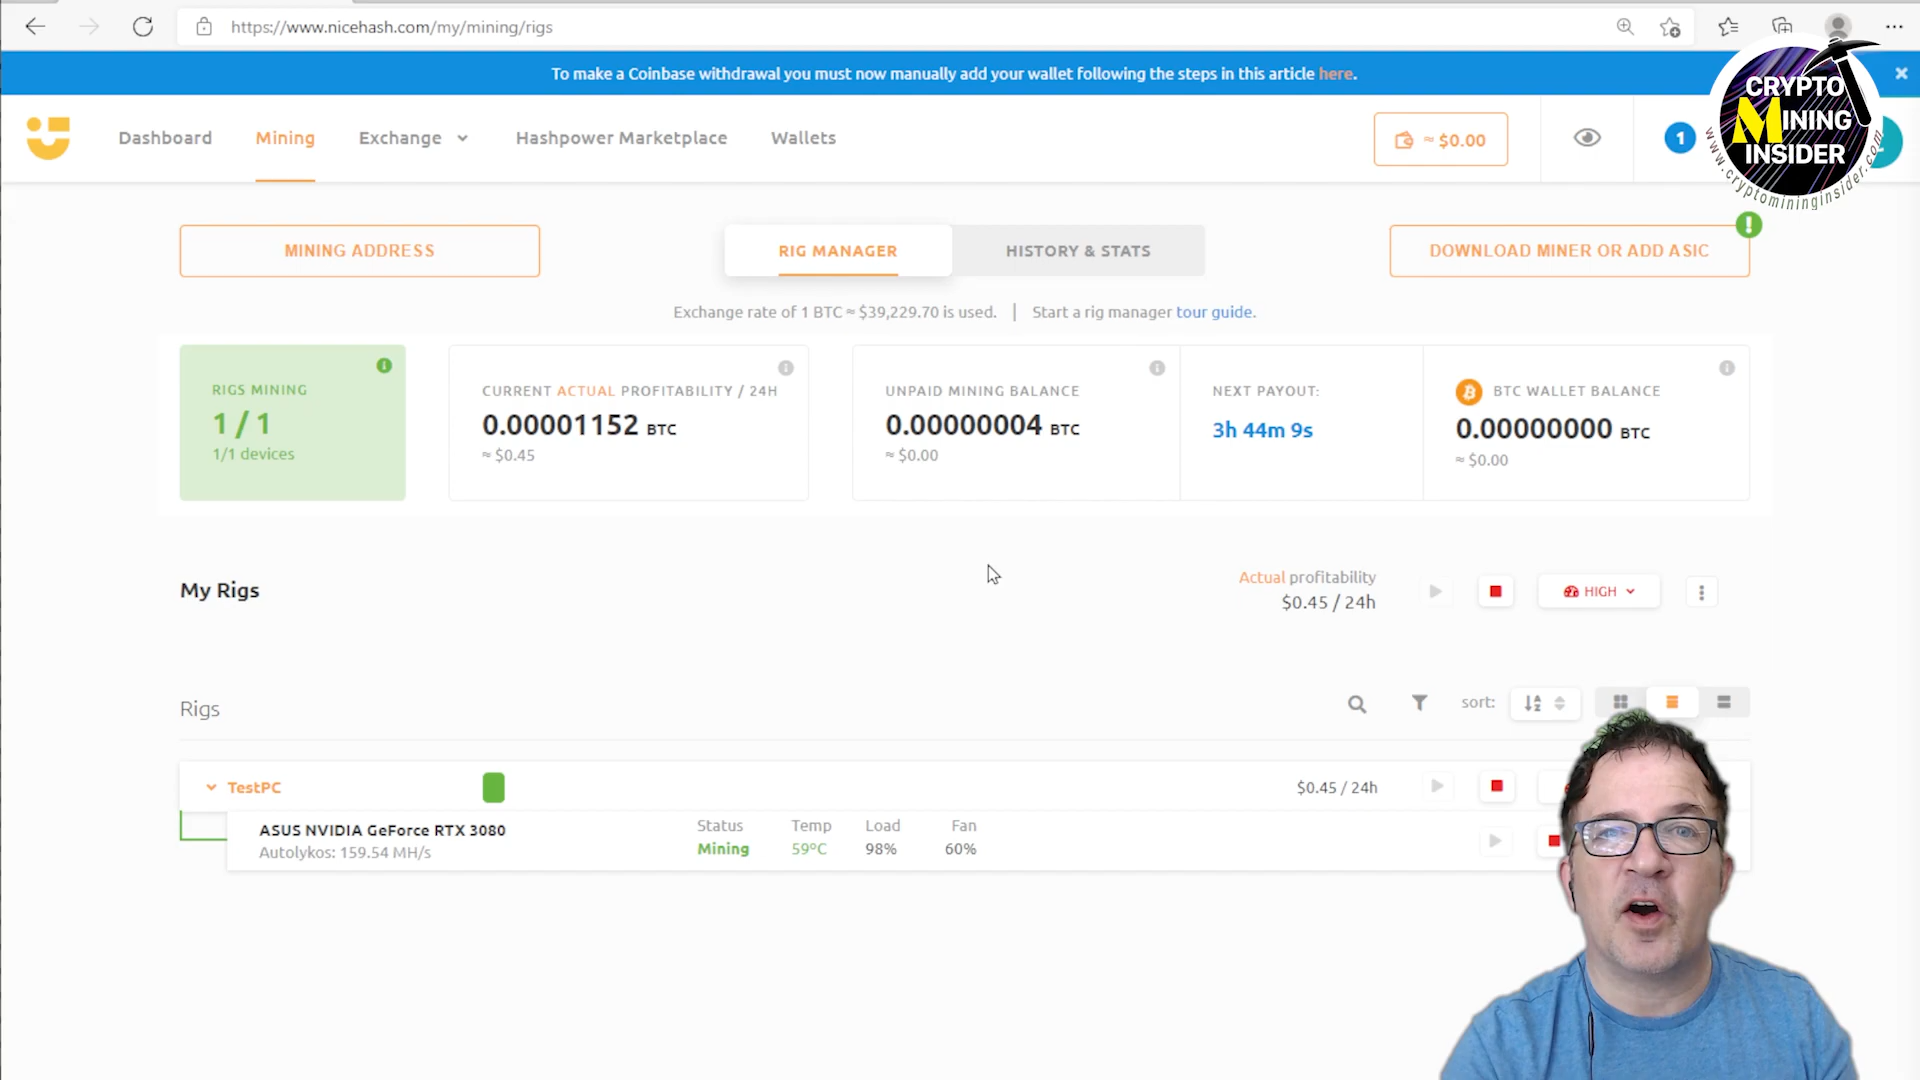 https://www.nicehash.com/my/mining/rigs
To make a Coinbase withdrawal you must now manually add your wallet following the steps in this article here.
CRYPTO
MINING
INSIDER
www.cryptomininginsider.com
Dashboard
Mining
Exchange
Hashpower Marketplace
Wallets
≈ $0.00
1
MINING ADDRESS
RIG MANAGER
HISTORY & STATS
DOWNLOAD MINER OR ADD ASIC
Exchange rate of 1 BTC ≈ $39,229.70 is used. | Start a rig manager tour guide.
RIGS MINING
1 / 1
1/1 devices
CURRENT ACTUAL PROFITABILITY / 24H
0.00001152 BTC
≈ $0.45
UNPAID MINING BALANCE
0.00000004 BTC
≈ $0.00
NEXT PAYOUT:
3h 44m 9s
BTC WALLET BALANCE
0.00000000 BTC
≈ $0.00
My Rigs
Actual profitability
$0.45 / 24h
HIGH
Rigs
sort:
TestPC
$0.45 / 24h
ASUS NVIDIA GeForce RTX 3080
Autolykos: 159.54 MH/s
Status
Mining
Temp
59°C
Load
98%
Fan
60%